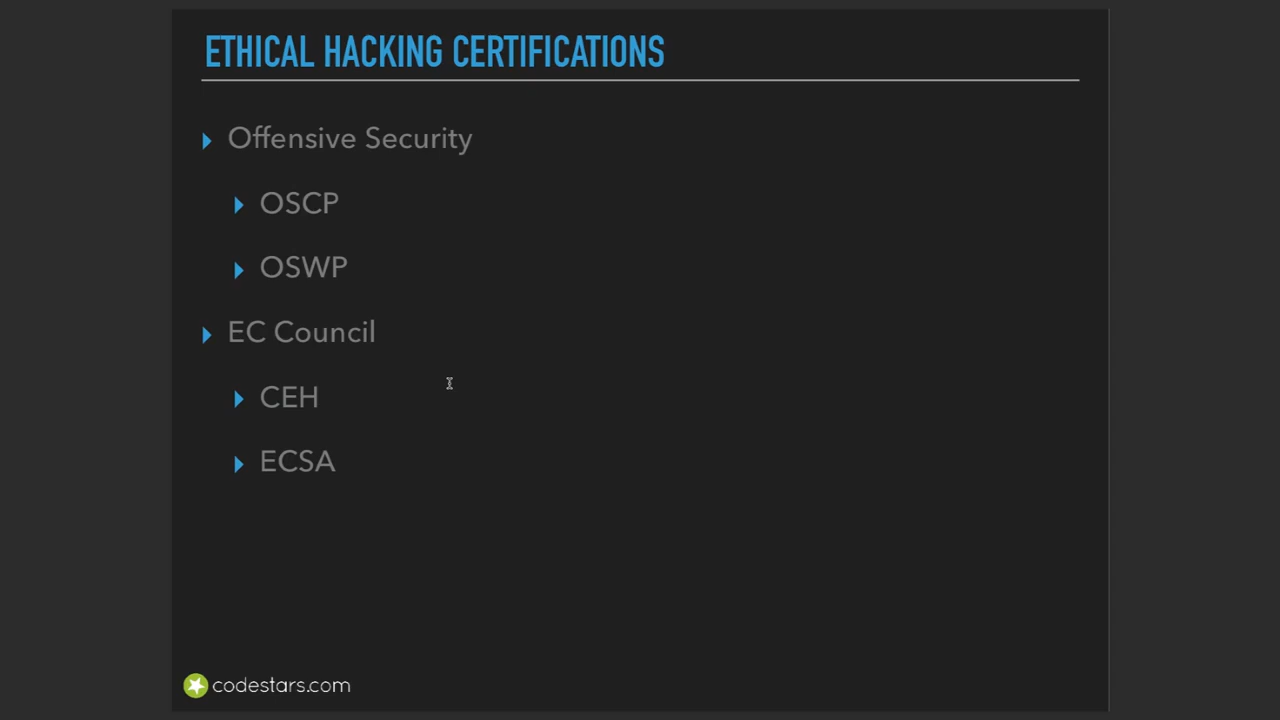 ETHICAL HACKING CERTIFICATIONS
Offensive Security
OSCP
OSWP
EC Council
CEH
ECSA
codestars.com